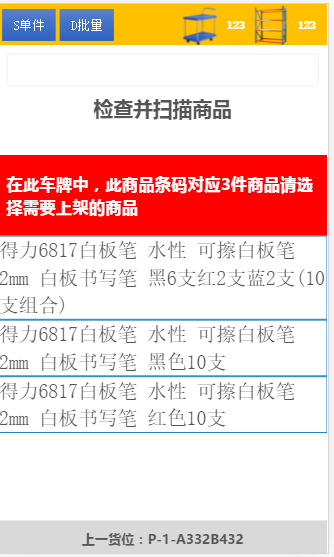 S单件 D批量 123 123
检查并扫描商品
在此车牌中，此商品条码对应3件商品请选
择需要上架的商品
得力6817白板笔 水性 可擦白板笔
2mm 白板书写笔 黑6支红2支蓝2支(10
支组合)
得力6817白板笔 水性 可擦白板笔
2mm 白板书写笔 黑色10支
得力6817白板笔 水性 可擦白板笔
2mm 白板书写笔 红色10支
上一货位：P-1-A332B432